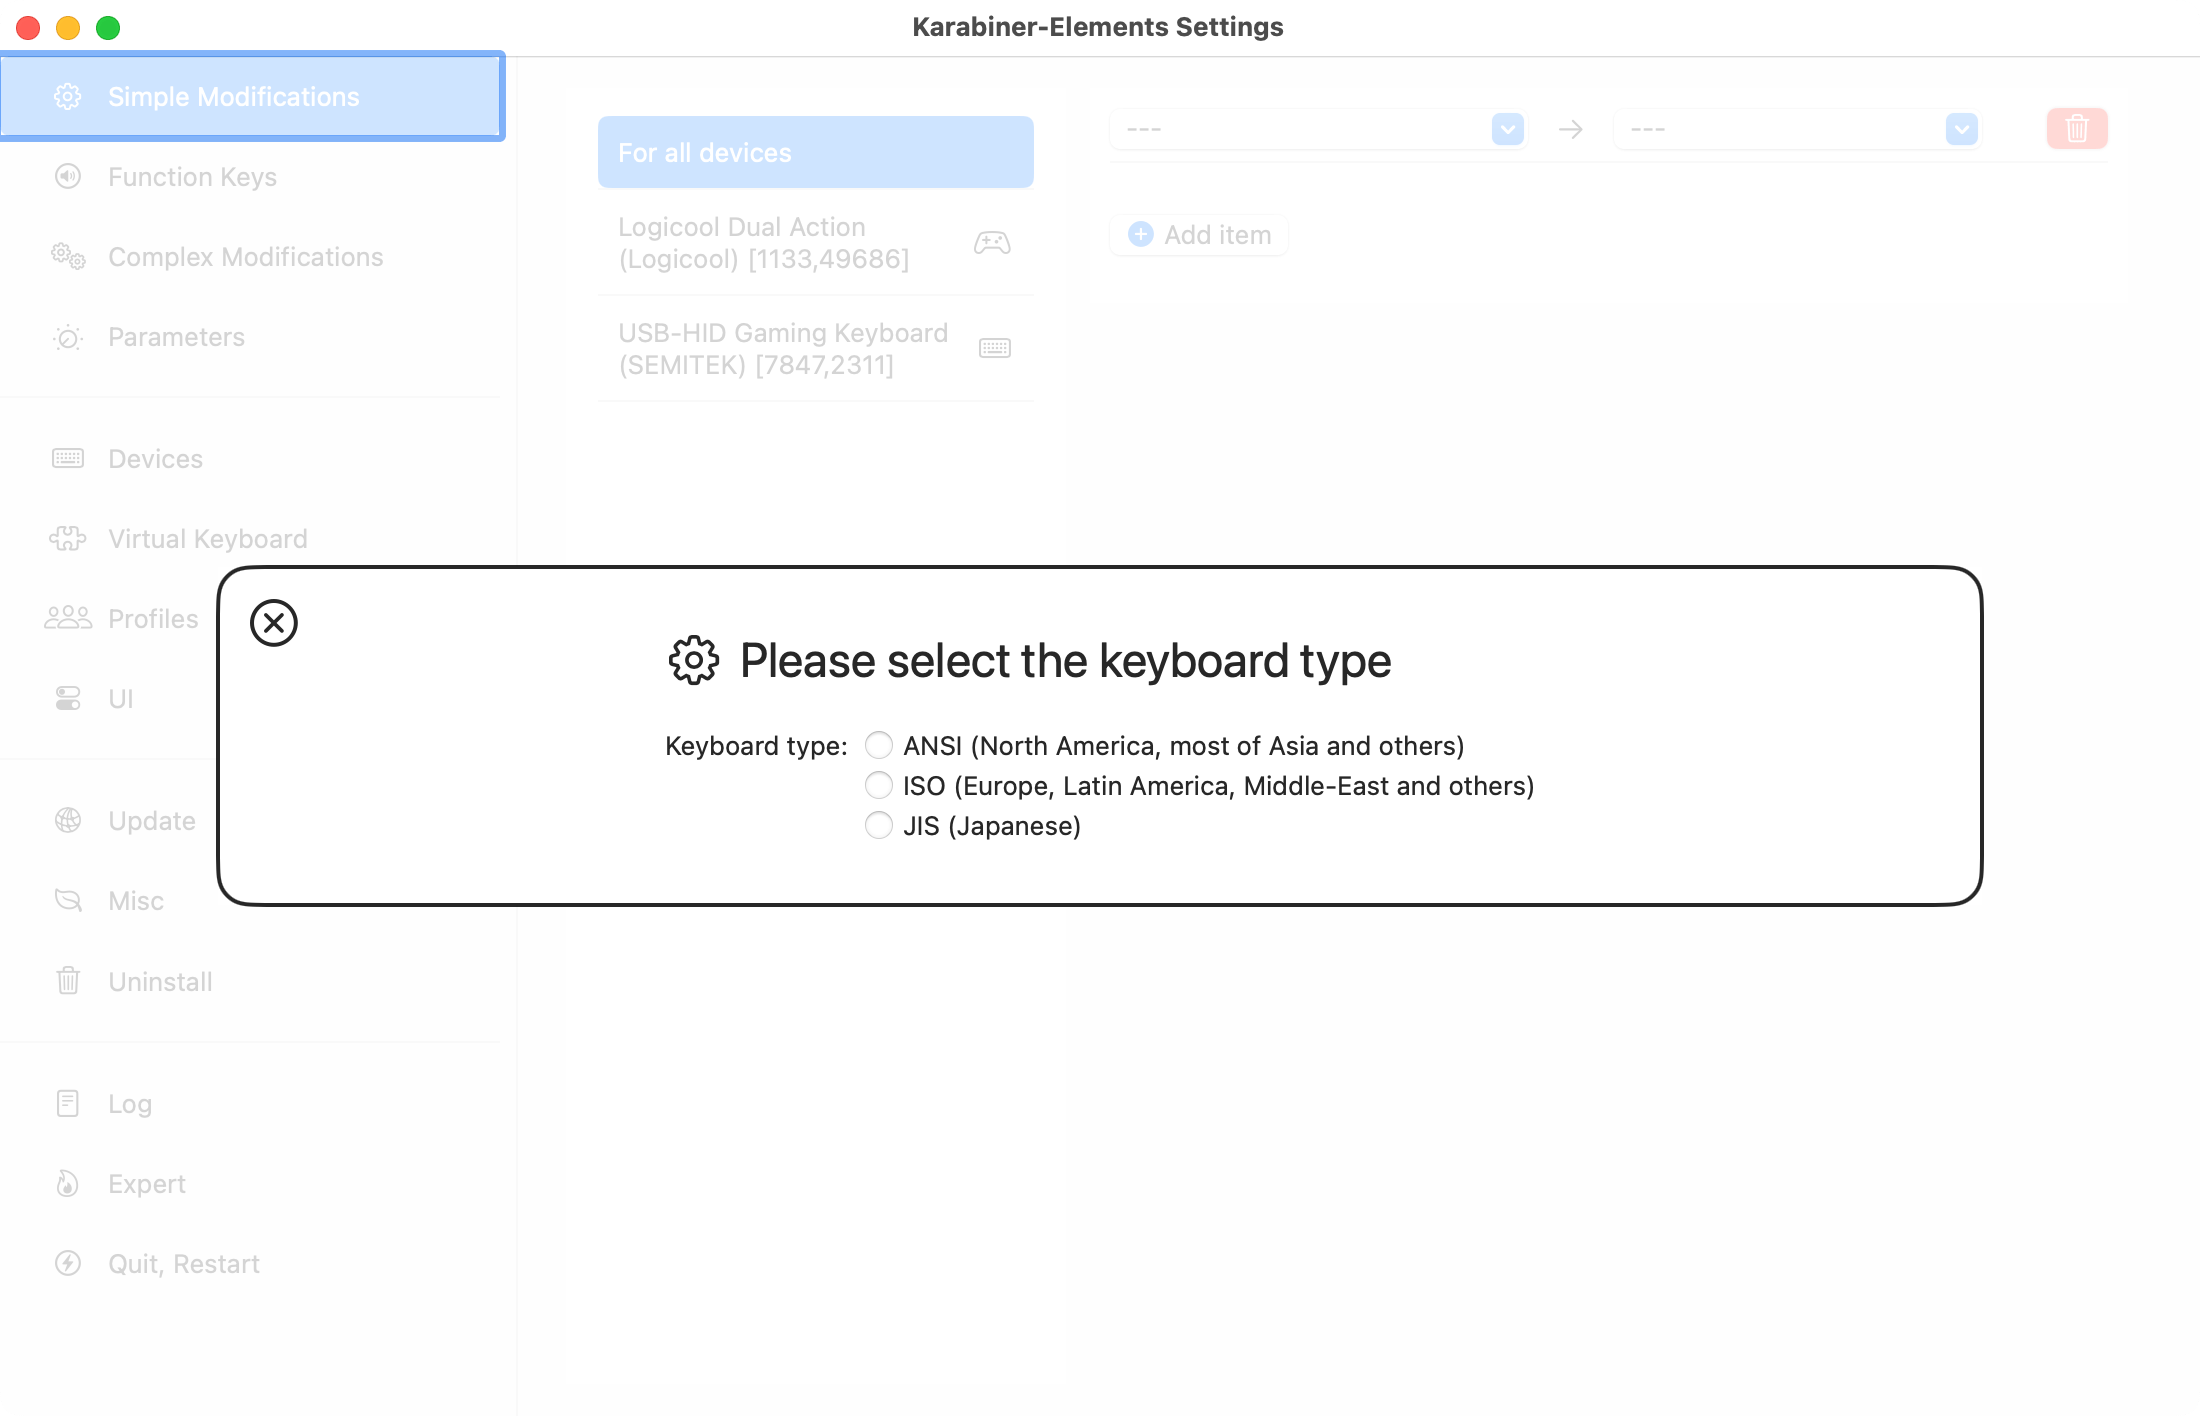 Karabiner-Elements Settings
Simple Modifications
Function Keys
Complex Modifications
Parameters
Devices
Virtual Keyboard
Profiles
UI
Update
Misc
Uninstall
Log
Expert
Quit, Restart
For all devices
Logicool Dual Action
(Logicool) [1133,49686]
USB-HID Gaming Keyboard
(SEMITEK) [7847,2311]
---
---
Add item
Please select the keyboard type
Keyboard type:
ANSI (North America, most of Asia and others)
ISO (Europe, Latin America, Middle-East and others)
JIS (Japanese)